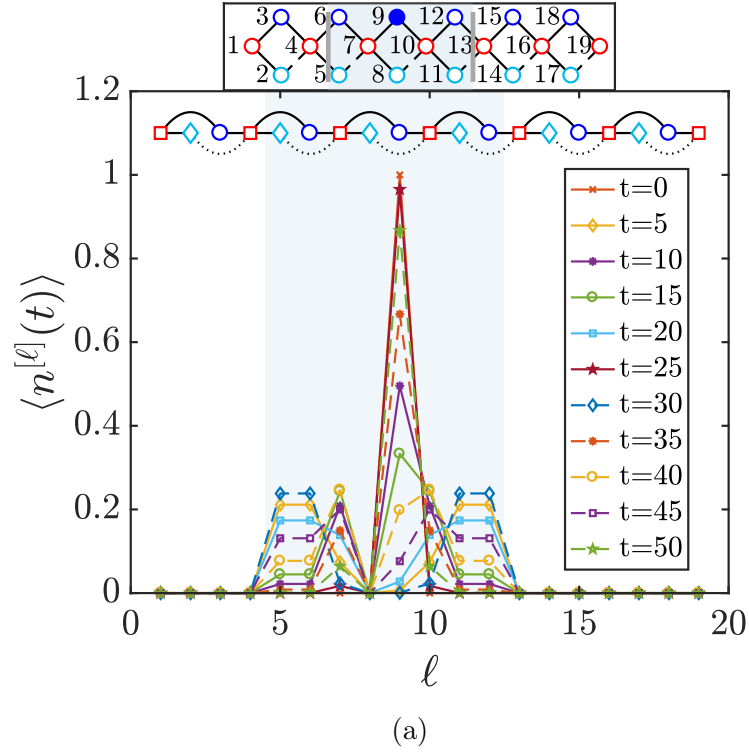 3 6 9 12 15 18
1 4 7 10 13 16 19
2 5 8 11 14 17
1.2
1
0.8
0.6
0.4
0.2
0
⟨n^[ℓ](t)⟩
t=0
t=5
t=10
t=15
t=20
t=25
t=30
t=35
t=40
t=45
t=50
0 5 10 15 20
ℓ
(a)